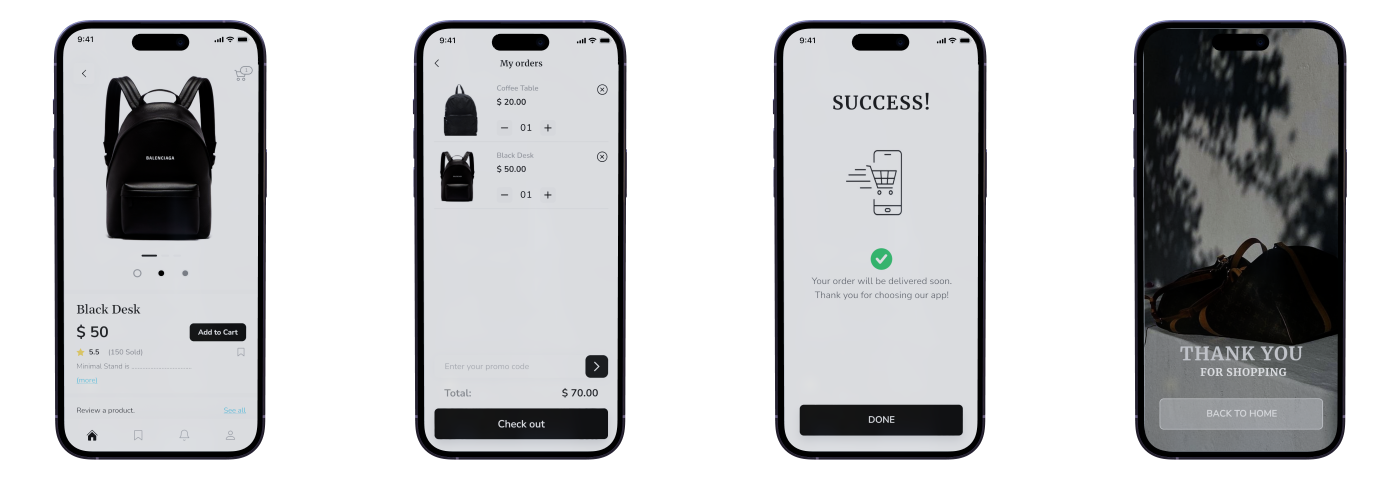 9:41
BALENCIAGA
Black Desk
$ 50
Add to Cart
5.5 (150 Sold)
Minimal Stand is
(more)
Review a product.
See all
9:41
My orders
Coffee Table
$ 20.00
01
Black Desk
$ 50.00
01
Enter your promo code
Total: $ 70.00
Check out
9:41
SUCCESS!
Your order will be delivered soon.
Thank you for choosing our app!
DONE
THANK YOU
FOR SHOPPING
BACK TO HOME